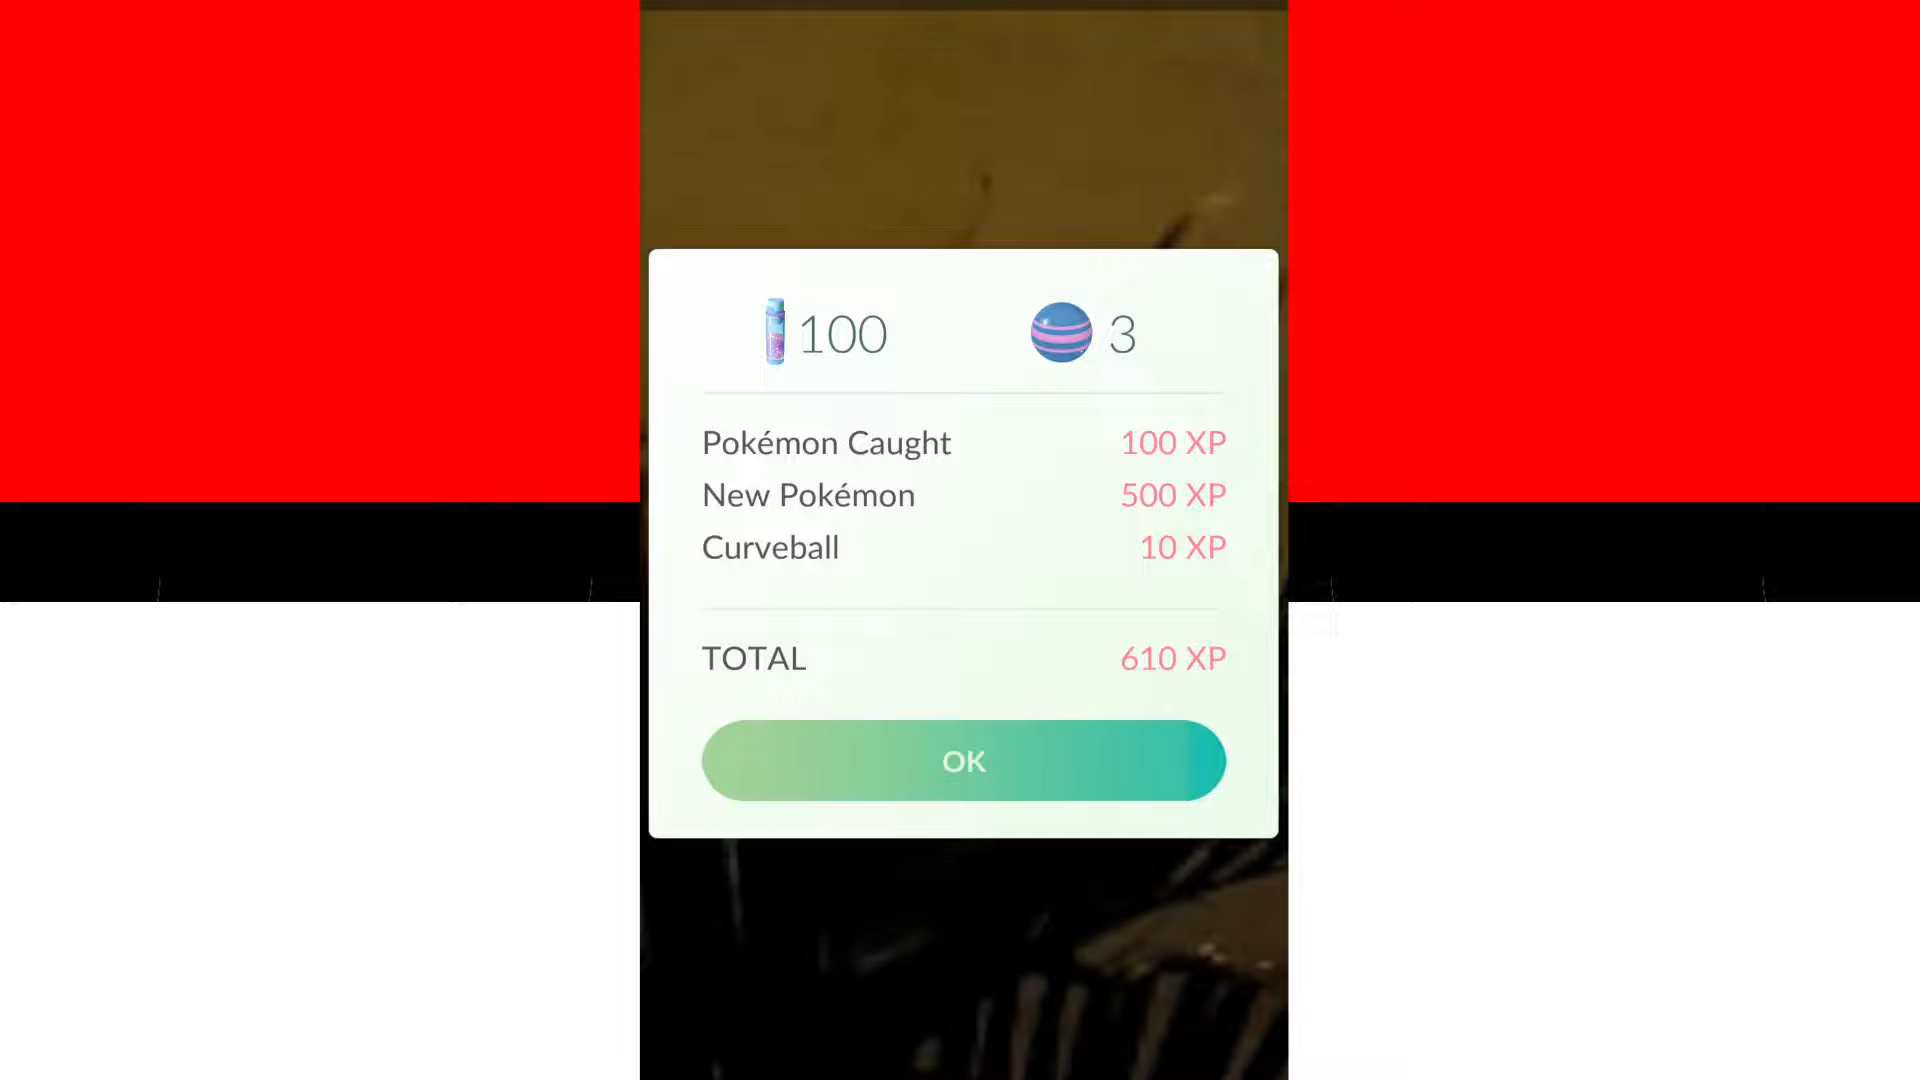 100 3
Pokémon Caught 100 XP
New Pokémon 500 XP
Curveball 10 XP
TOTAL 610 XP
OK